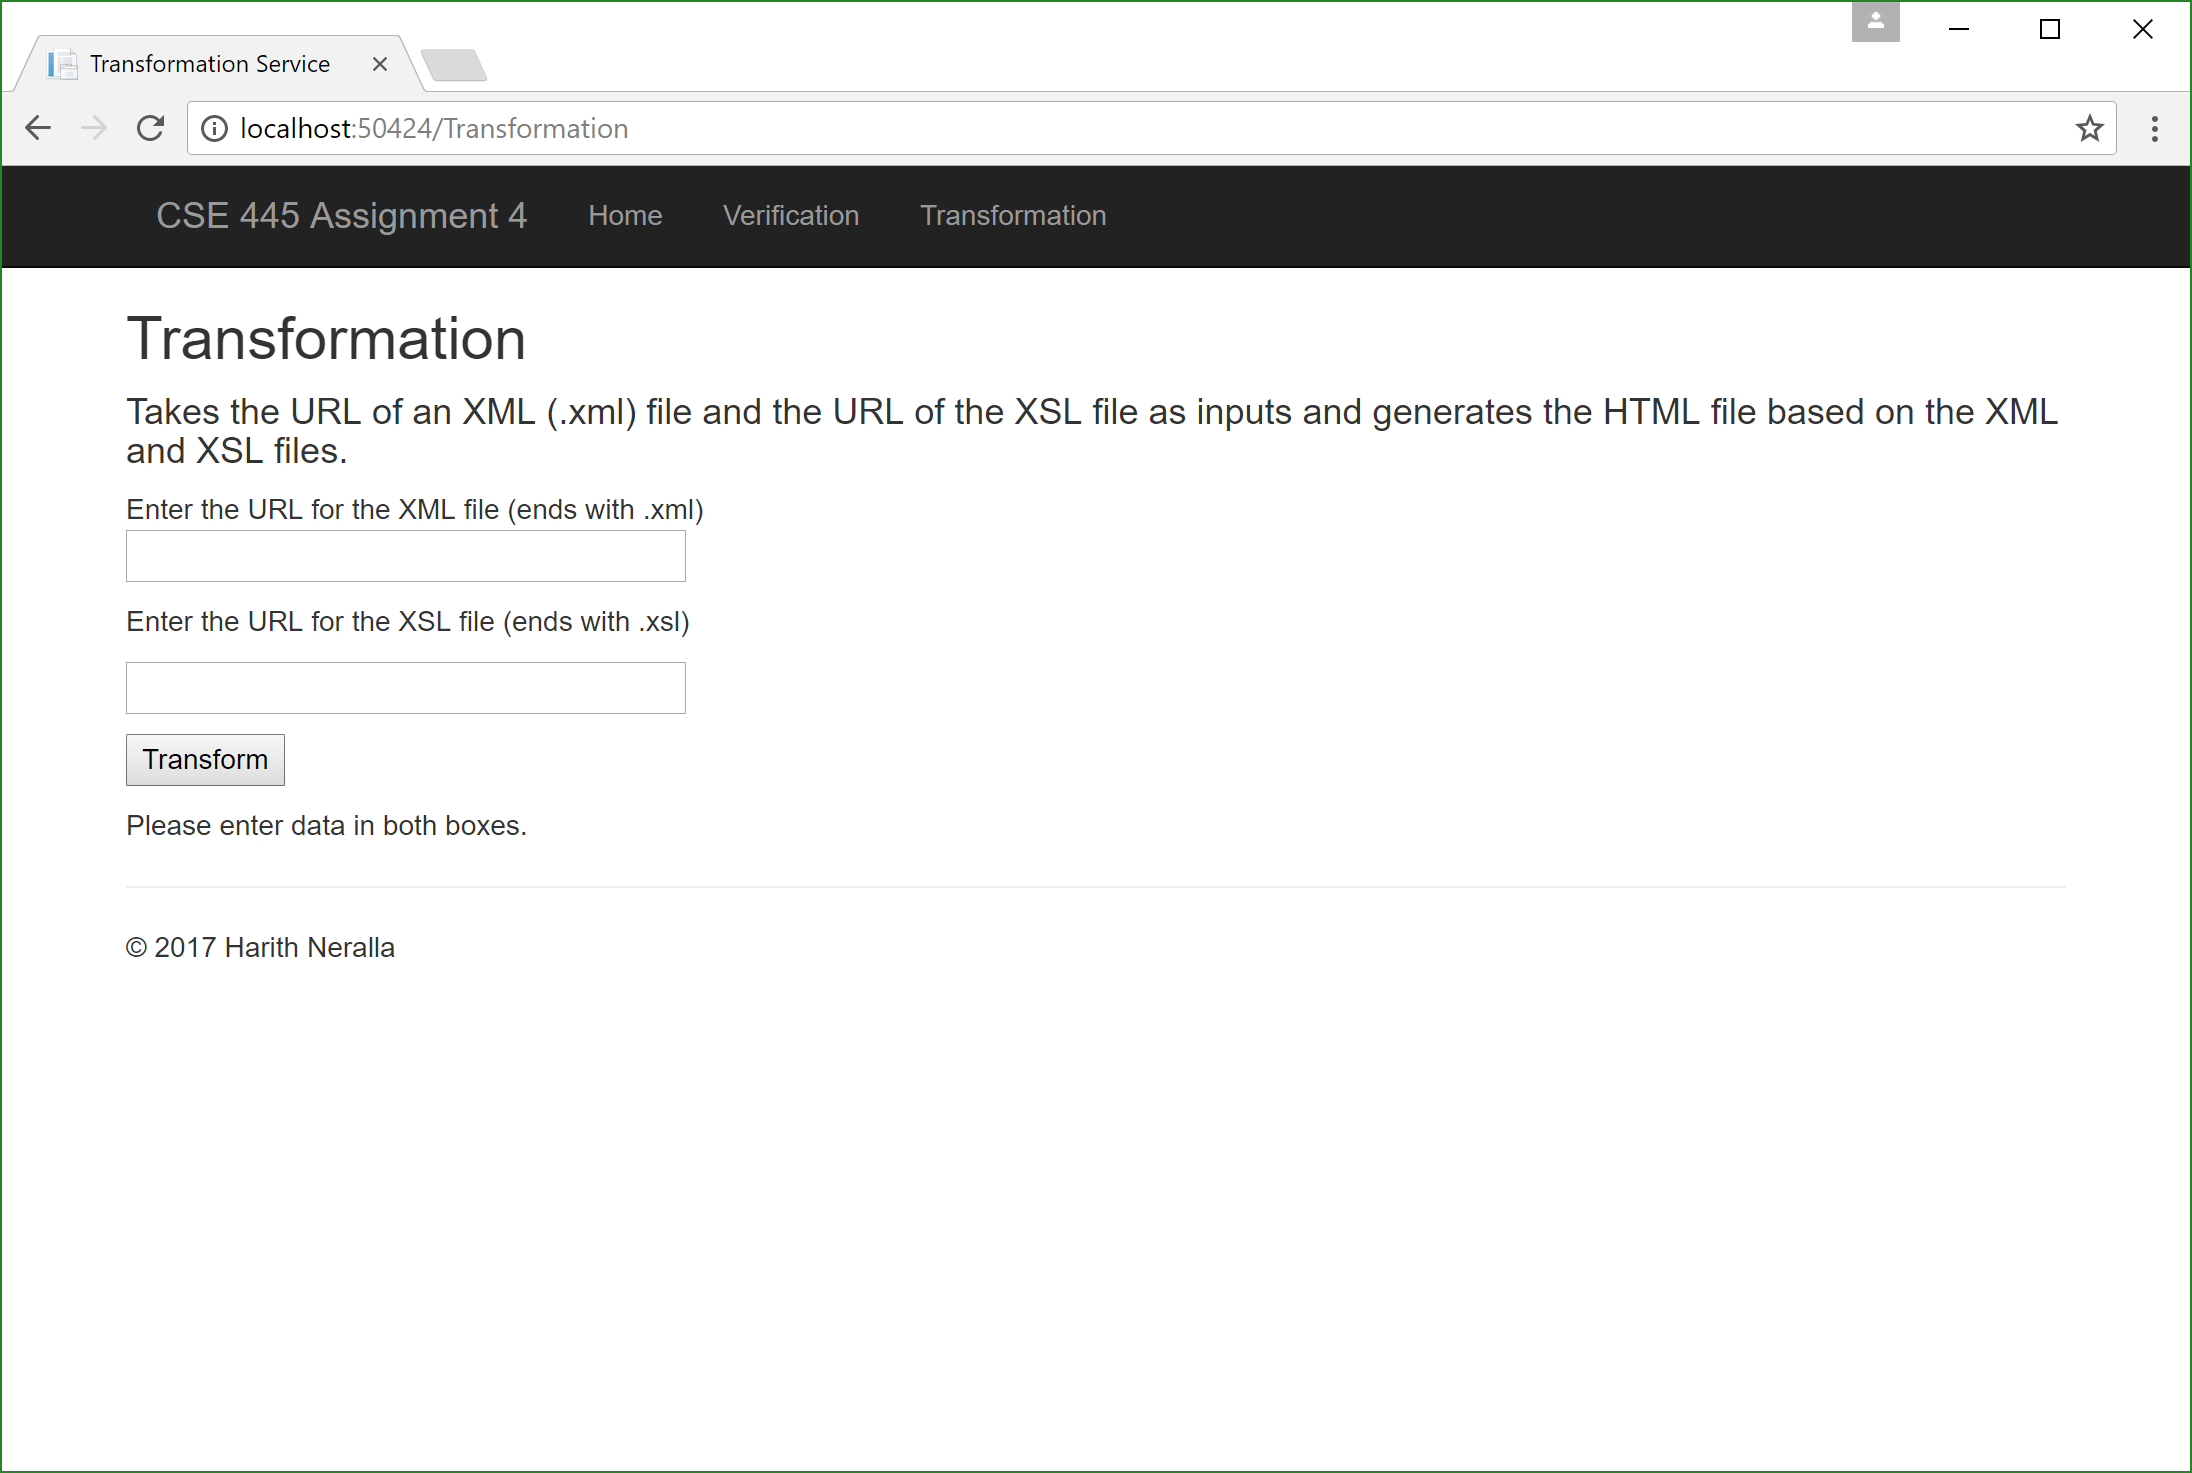 Transformation Service
localhost:50424/Transformation
CSE 445 Assignment 4 Home Verification Transformation
Transformation
Takes the URL of an XML (.xml) file and the URL of the XSL file as inputs and generates the HTML file based on the XML
and XSL files.
Enter the URL for the XML file (ends with .xml)
Enter the URL for the XSL file (ends with .xsl)
Transform
Please enter data in both boxes.
© 2017 Harith Neralla